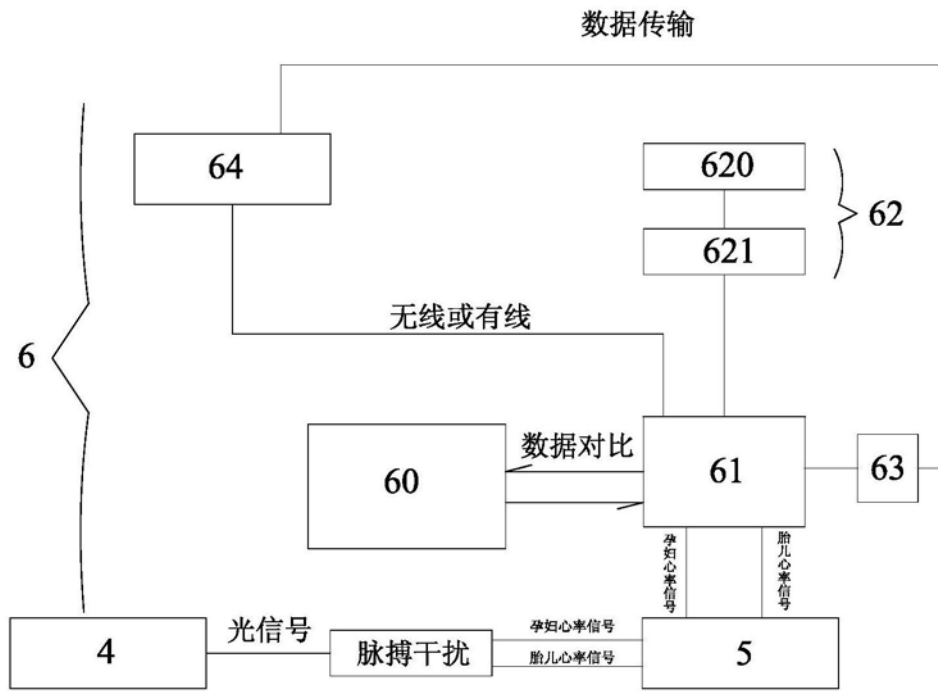 数据传输
64
620
62
621
无线或有线
6
数据对比
60
61
63
孕妇心率信号
胎儿心率信号
4
光信号
脉搏干扰
孕妇心率信号
胎儿心率信号
5